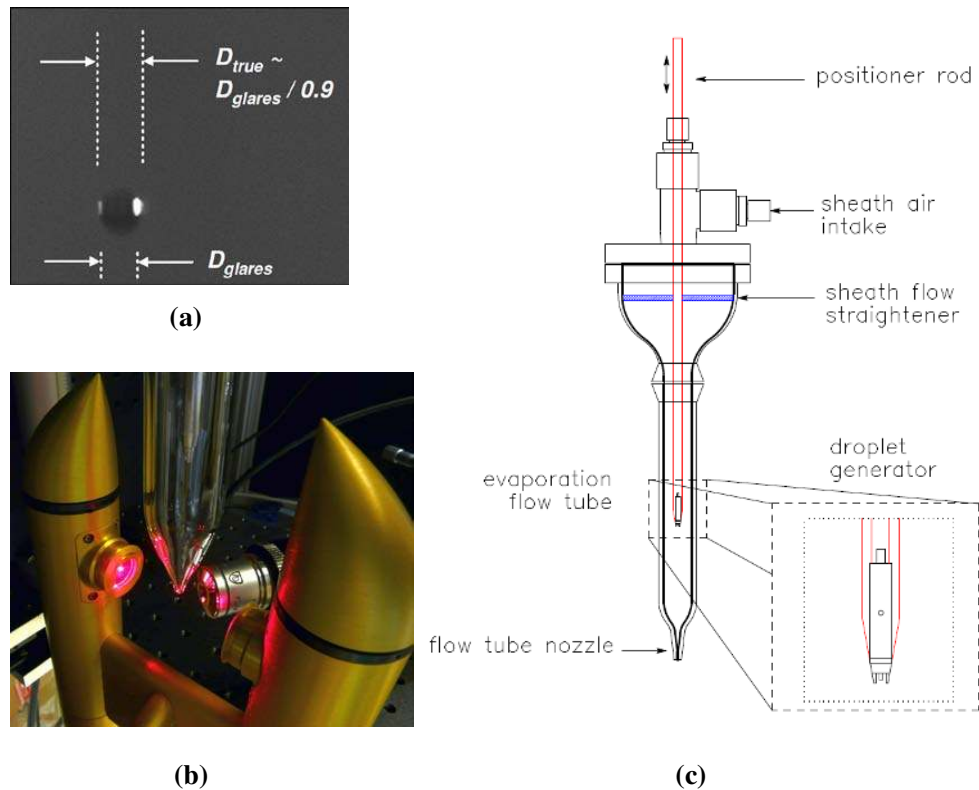 D_true ~
D_glares / 0.9
D_glares
(a)
(b)
positioner rod
sheath air
intake
sheath flow
straightener
evaporation
flow tube
droplet
generator
flow tube nozzle
(c)